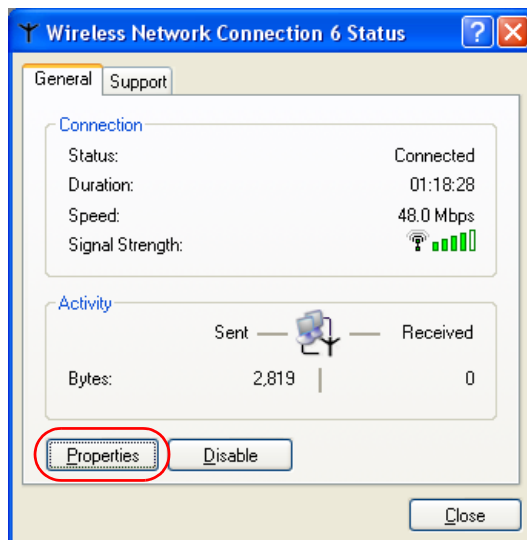 Wireless Network Connection 6 Status
General Support
Connection
Status: Connected
Duration: 01:18:28
Speed: 48.0 Mbps
Signal Strength:
Activity
Sent Received
Bytes: 2,819 0
Properties Disable
Close